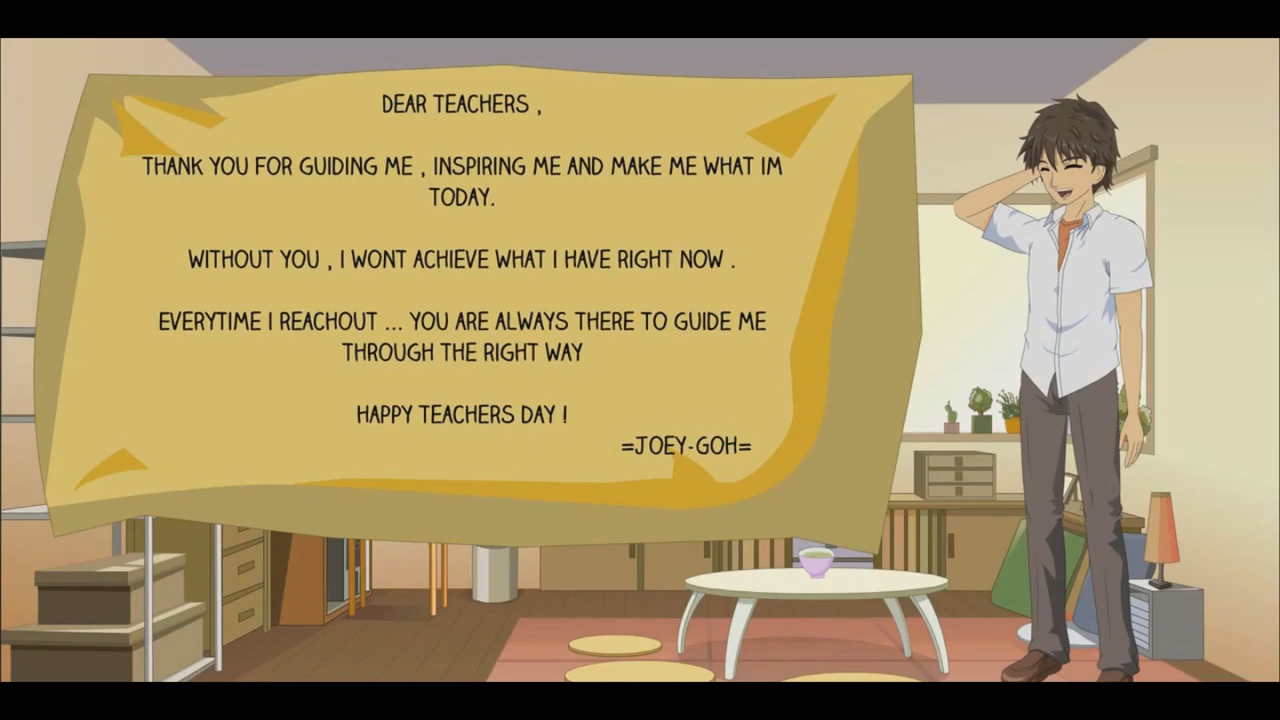 DEAR TEACHERS ,
THANK YOU FOR GUIDING ME , INSPIRING ME AND MAKE ME WHAT IM
TODAY.
WITHOUT YOU , I WONT ACHIEVE WHAT I HAVE RIGHT NOW .
EVERYTIME I REACHOUT ... YOU ARE ALWAYS THERE TO GUIDE ME
THROUGH THE RIGHT WAY
HAPPY TEACHERS DAY !
=JOEY-GOH=